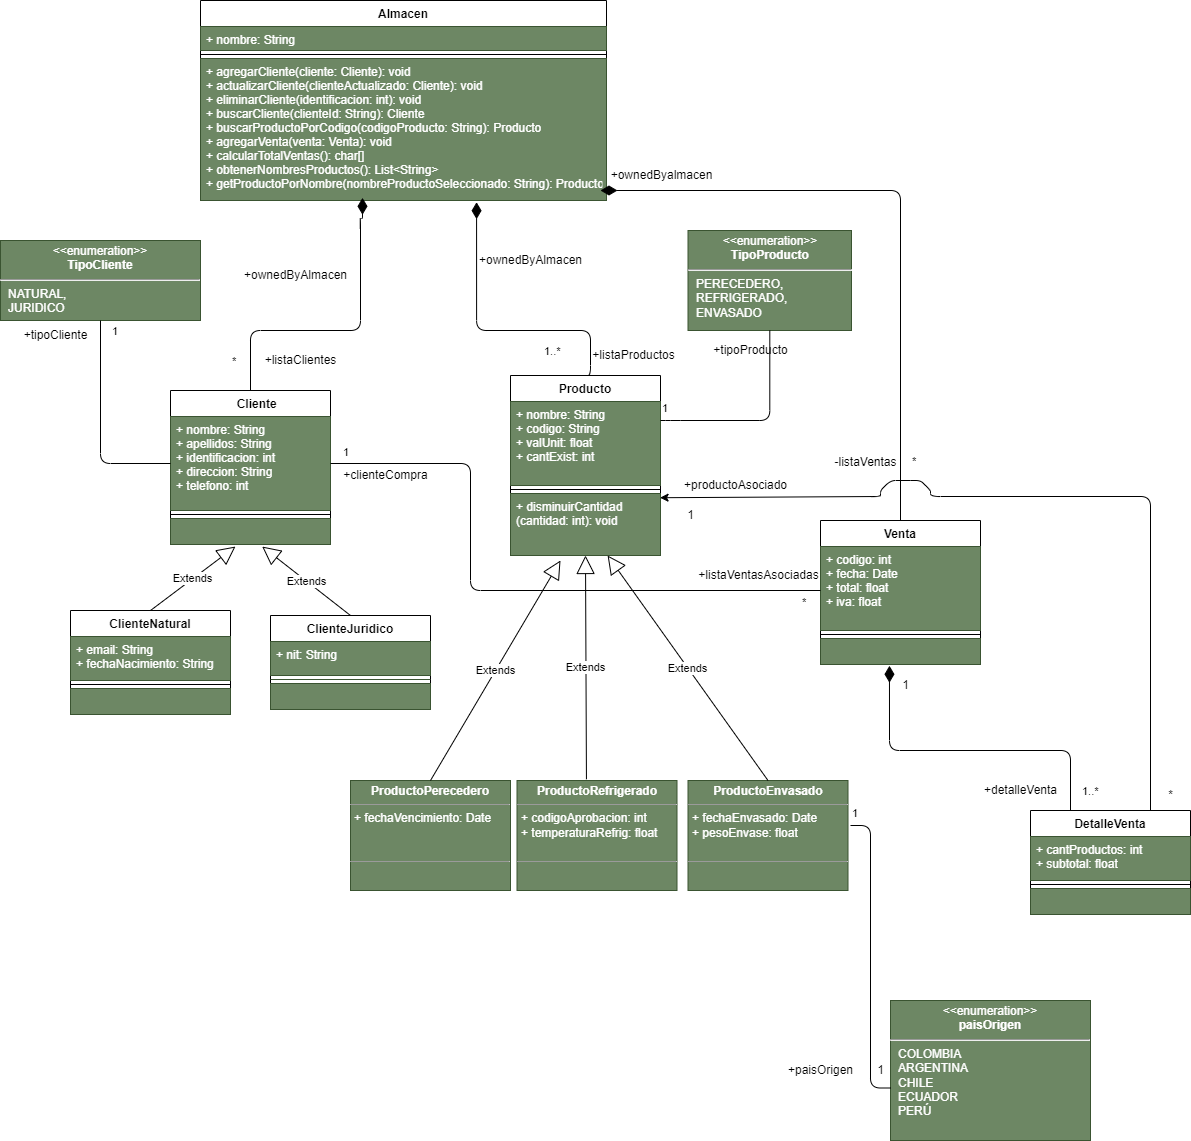 Almacen
+ nombre: String
+ agregarCliente(cliente: Cliente): void
+ actualizarCliente(clienteActualizado: Cliente): void
+ eliminarCliente(identificacion: int): void
+ buscarCliente(clienteId: String): Cliente
+ buscarProductoPorCodigo(codigoProducto: String): Producto
+ agregarVenta(venta: Venta): void
+ calcularTotalVentas(): char[]
+ obtenerNombresProductos(): List<String>
+ getProductoPorNombre(nombreProductoSeleccionado: String): Producto
+ownedByalmacen
<<enumeration>>
TipoCliente
NATURAL,
JURIDICO
+tipoCliente
1
+ownedByAlmacen
*
+listaClientes
+ownedByAlmacen
1..*
+listaProductos
<<enumeration>>
TipoProducto
PERECEDERO,
REFRIGERADO,
ENVASADO
+tipoProducto
1
Cliente
+ nombre: String
+ apellidos: String
+ identificacion: int
+ direccion: String
+ telefono: int
1
+clienteCompra
Producto
+ nombre: String
+ codigo: String
+ valUnit: float
+ cantExist: int
+ disminuirCantidad
(cantidad: int): void
+productoAsociado
1
-listaVentas
*
Venta
+ codigo: int
+ fecha: Date
+ total: float
+ iva: float
+listaVentasAsociadas
*
Extends
Extends
ClienteNatural
+ email: String
+ fechaNacimiento: String
ClienteJuridico
+ nit: String
Extends
Extends
Extends
1
+detalleVenta
1..*
*
ProductoPerecedero
+ fechaVencimiento: Date
ProductoRefrigerado
+ codigoAprobacion: int
+ temperaturaRefrig: float
ProductoEnvasado
+ fechaEnvasado: Date
+ pesoEnvase: float
1
DetalleVenta
+ cantProductos: int
+ subtotal: float
+paisOrigen
1
<<enumeration>>
paisOrigen
COLOMBIA
ARGENTINA
CHILE
ECUADOR
PERÚ